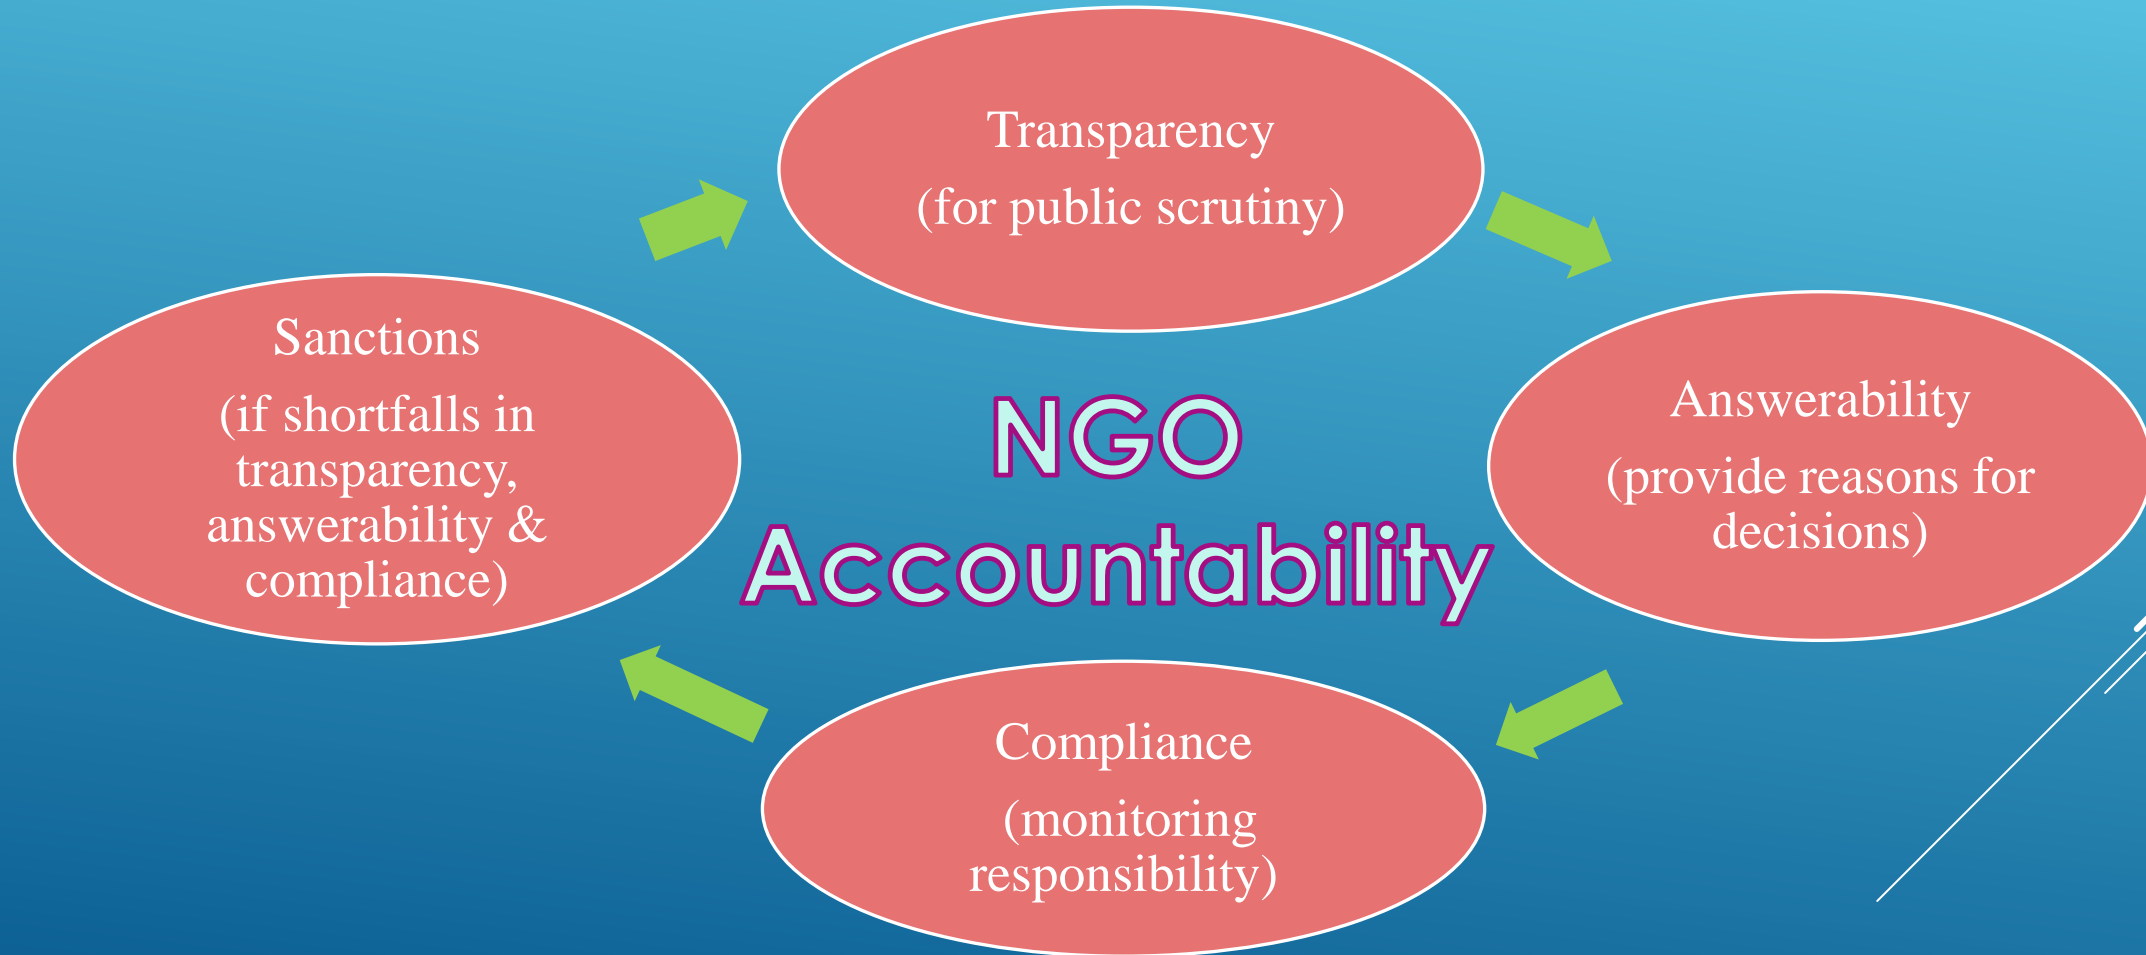 Transparency
(for public scrutiny)
Sanctions
(if shortfalls in
transparency,
answerability &
compliance)
NGO
Accountability
Answerability
(provide reasons for
decisions)
Compliance
(monitoring
responsibility)